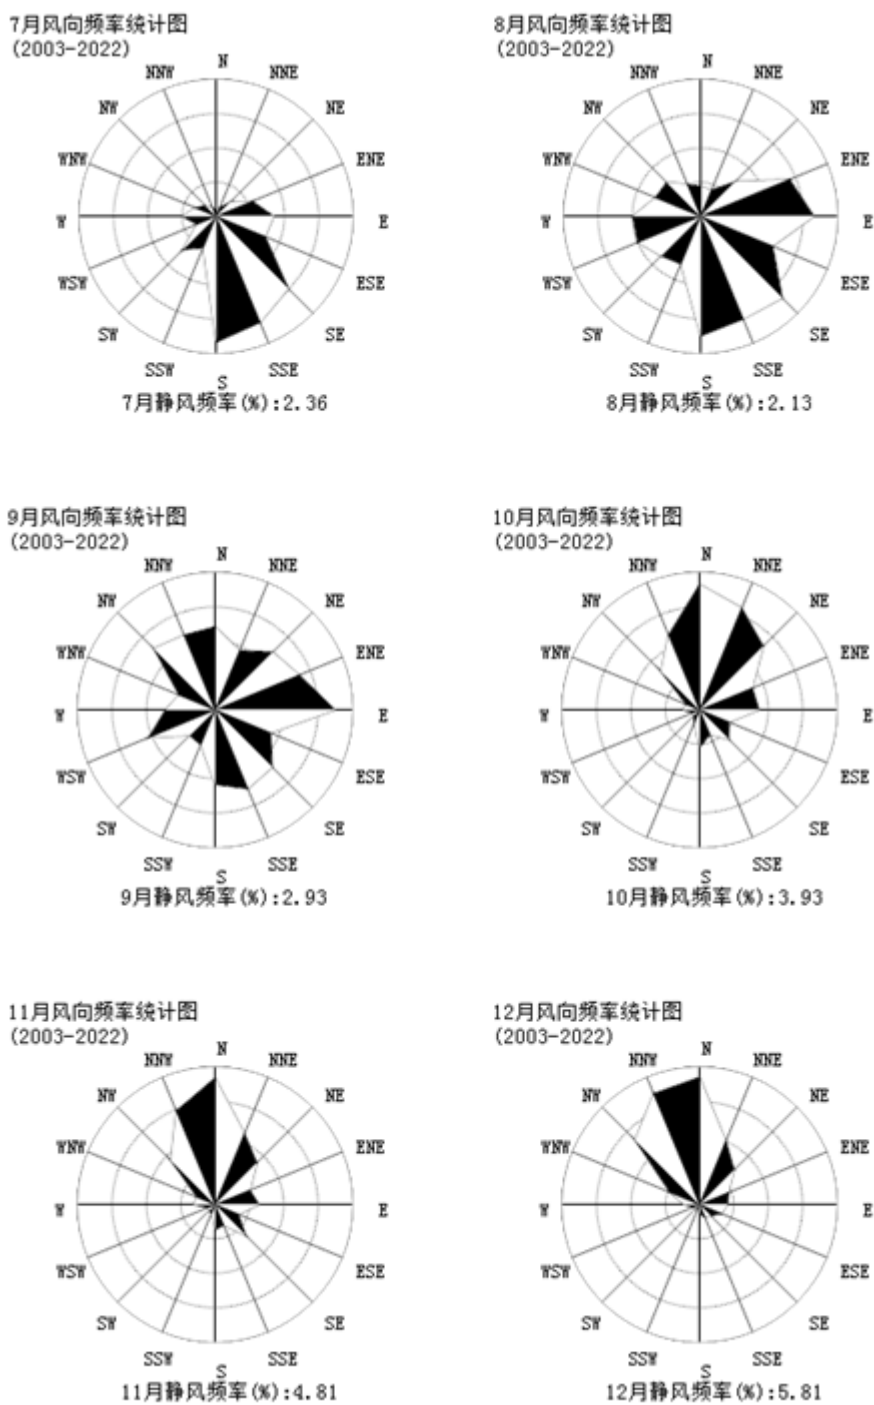 7月风向频率统计图
(2003-2022)
N
NNW
NNE
NW
NE
WNW
ENE
W
E
WSW
ESE
SW
SE
SSW
SSE
S
7月静风频率(%):2.36
8月风向频率统计图
(2003-2022)
N
NNW
NNE
NW
NE
WNW
ENE
W
E
WSW
ESE
SW
SE
SSW
SSE
S
8月静风频率(%):2.13
9月风向频率统计图
(2003-2022)
N
NNW
NNE
NW
NE
WNW
ENE
W
E
WSW
ESE
SW
SE
SSW
SSE
S
9月静风频率(%):2.93
10月风向频率统计图
(2003-2022)
N
NNW
NNE
NW
NE
WNW
ENE
W
E
WSW
ESE
SW
SE
SSW
SSE
S
10月静风频率(%):3.93
11月风向频率统计图
(2003-2022)
N
NNW
NNE
NW
NE
WNW
ENE
W
E
WSW
ESE
SW
SE
SSW
SSE
S
11月静风频率(%):4.81
12月风向频率统计图
(2003-2022)
N
NNW
NNE
NW
NE
WNW
ENE
W
E
WSW
ESE
SW
SE
SSW
SSE
S
12月静风频率(%):5.81